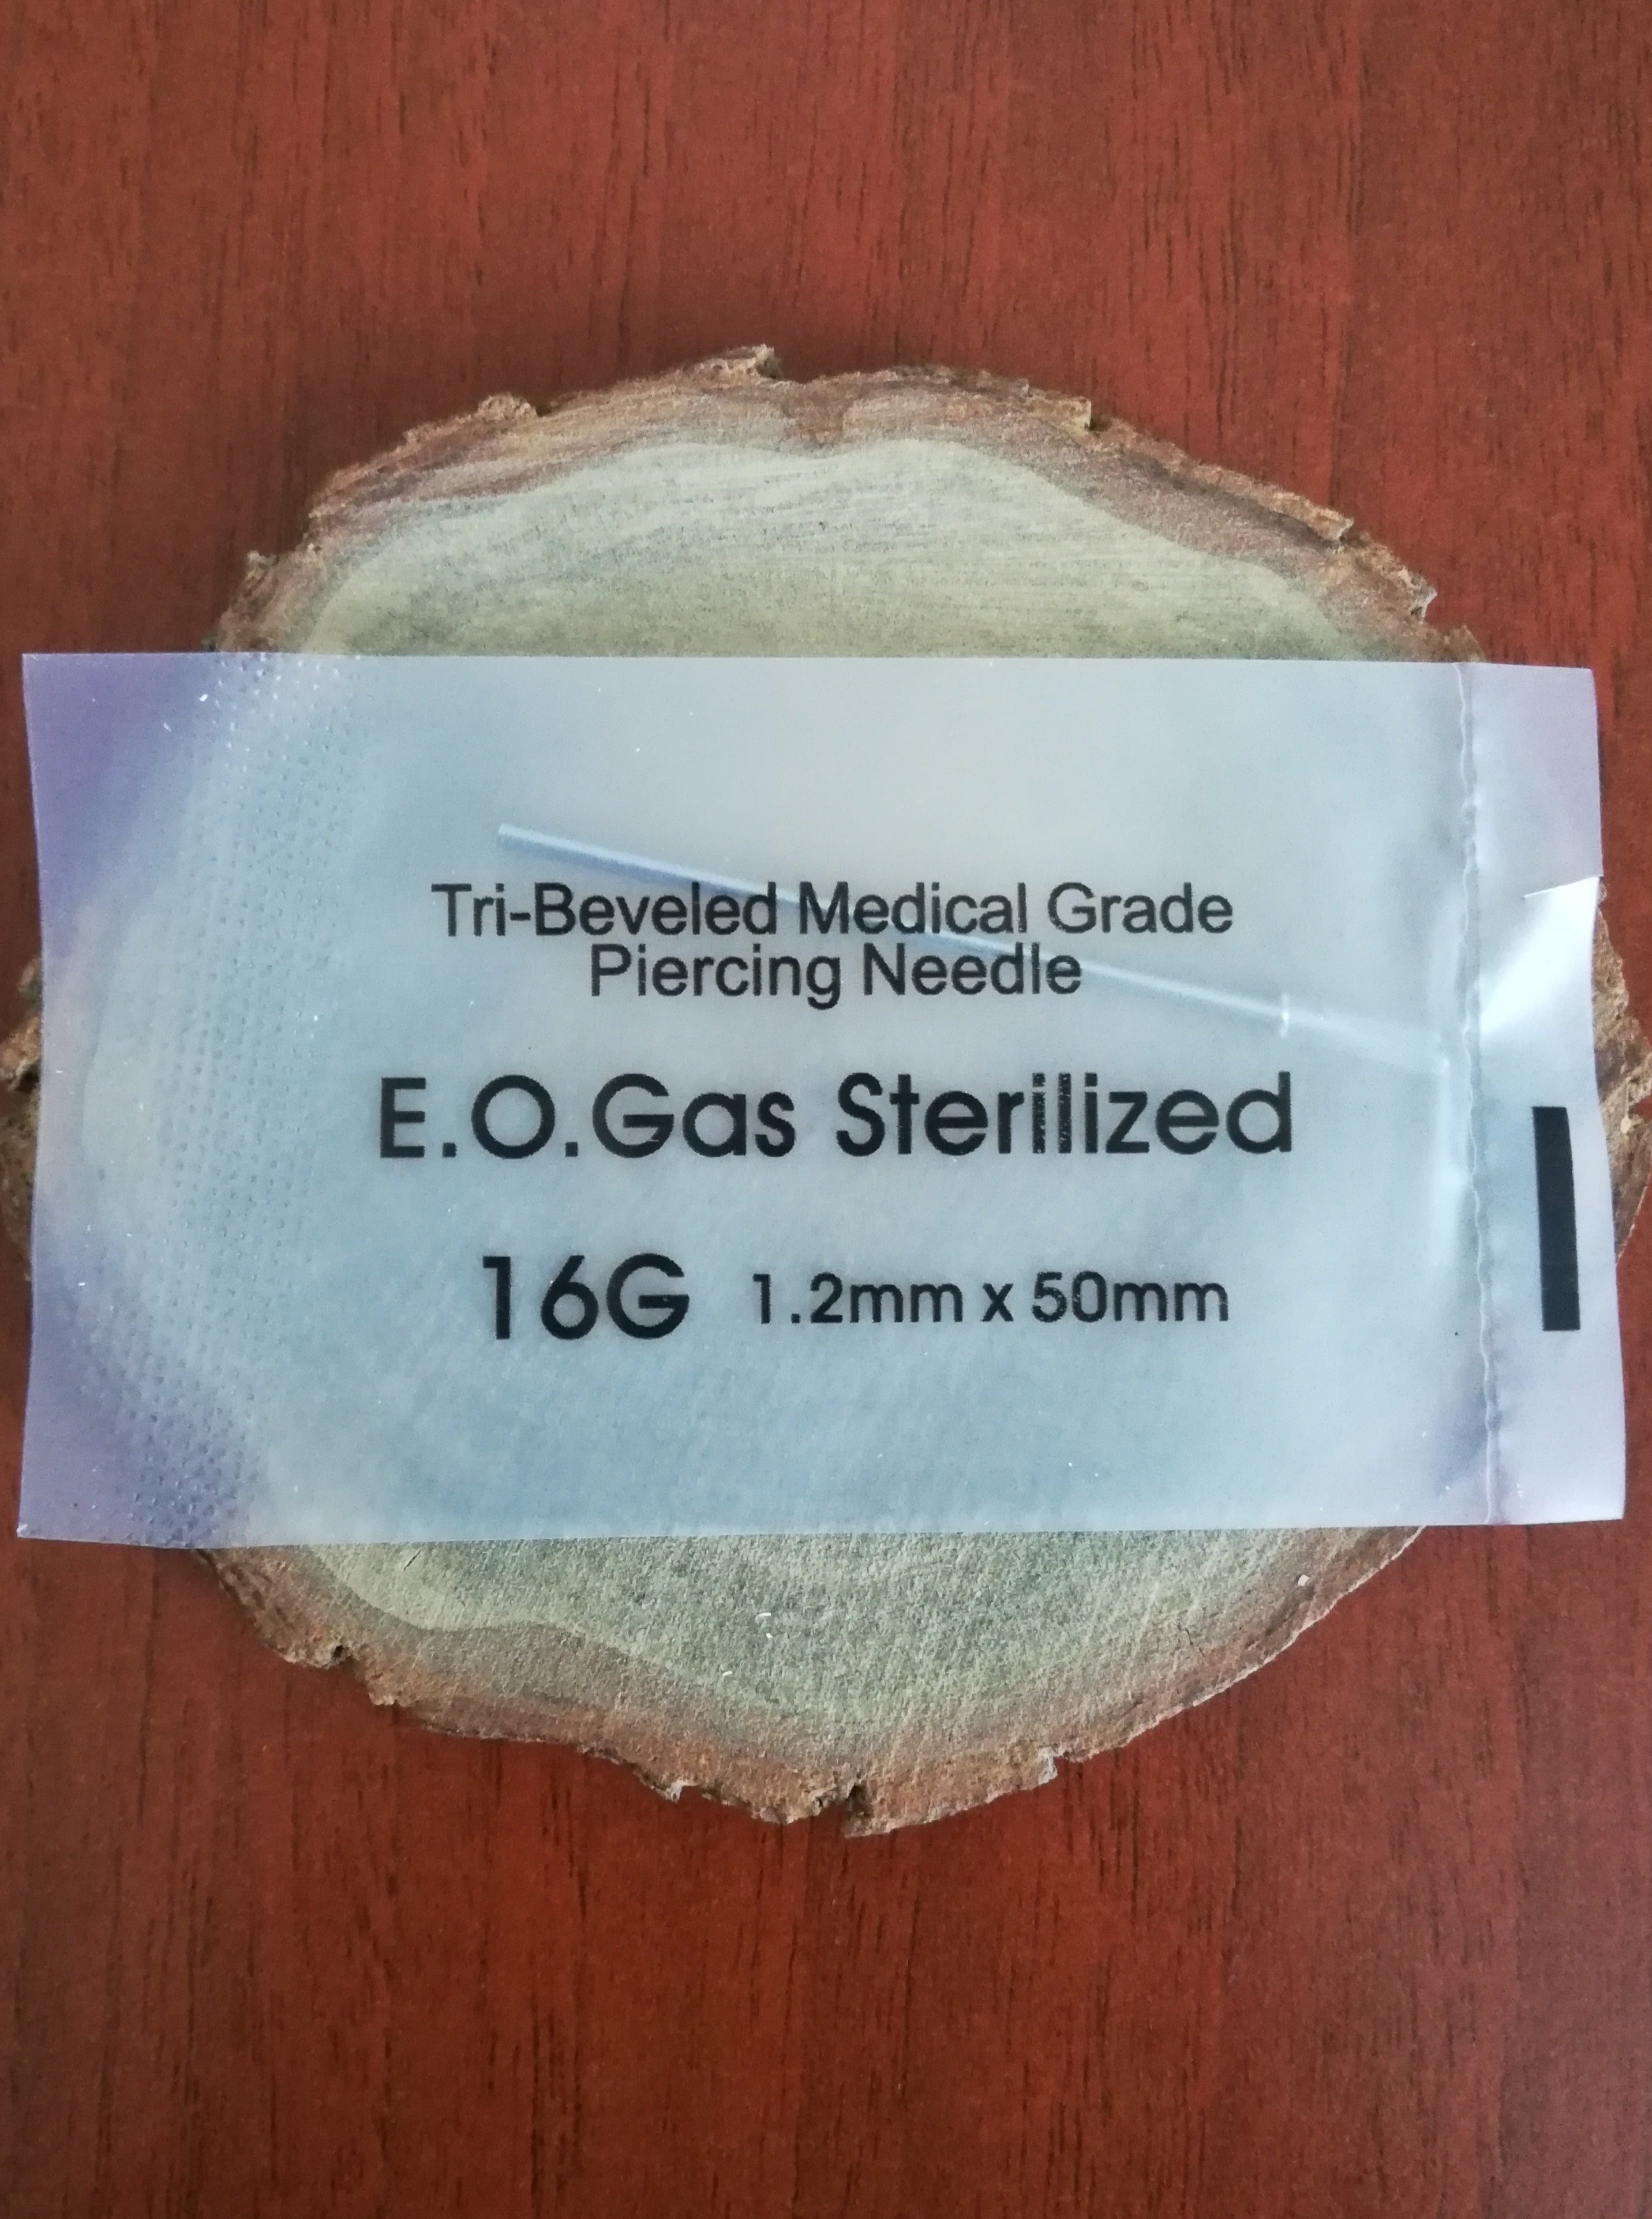 Tri-Beveled Medical Grade
Piercing Needle
E.O.Gas Sterilized
16G 1.2mm x 50mm